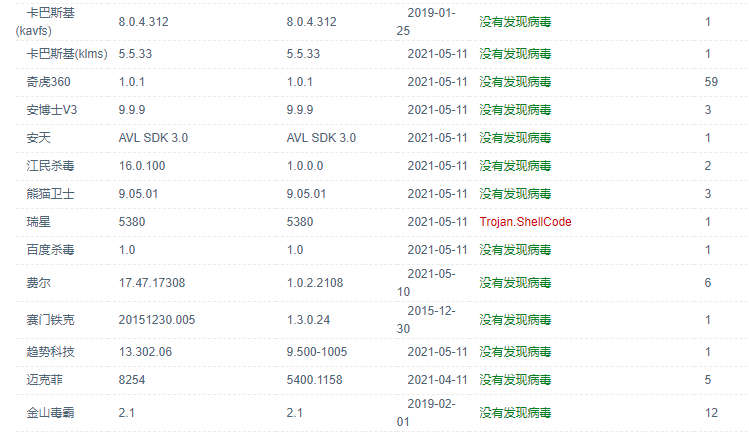 卡巴斯基(kavfs) 8.0.4.312 8.0.4.312 2019-01-25 没有发现病毒 1
卡巴斯基(klms) 5.5.33 5.5.33 2021-05-11 没有发现病毒 1
奇虎360 1.0.1 1.0.1 2021-05-11 没有发现病毒 59
安博士V3 9.9.9 9.9.9 2021-05-11 没有发现病毒 3
安天 AVL SDK 3.0 AVL SDK 3.0 2021-05-11 没有发现病毒 1
江民杀毒 16.0.100 1.0.0.0 2021-05-11 没有发现病毒 2
熊猫卫士 9.05.01 9.05.01 2021-05-11 没有发现病毒 3
瑞星 5380 5380 2021-05-11 Trojan.ShellCode 1
百度杀毒 1.0 1.0 2021-05-11 没有发现病毒 1
费尔 17.47.17308 1.0.2.2108 2021-05-10 没有发现病毒 6
赛门铁克 20151230.005 1.3.0.24 2015-12-30 没有发现病毒 1
趋势科技 13.302.06 9.500-1005 2021-05-11 没有发现病毒 1
迈克菲 8254 5400.1158 2021-04-11 没有发现病毒 5
金山毒霸 2.1 2.1 2019-02-01 没有发现病毒 12